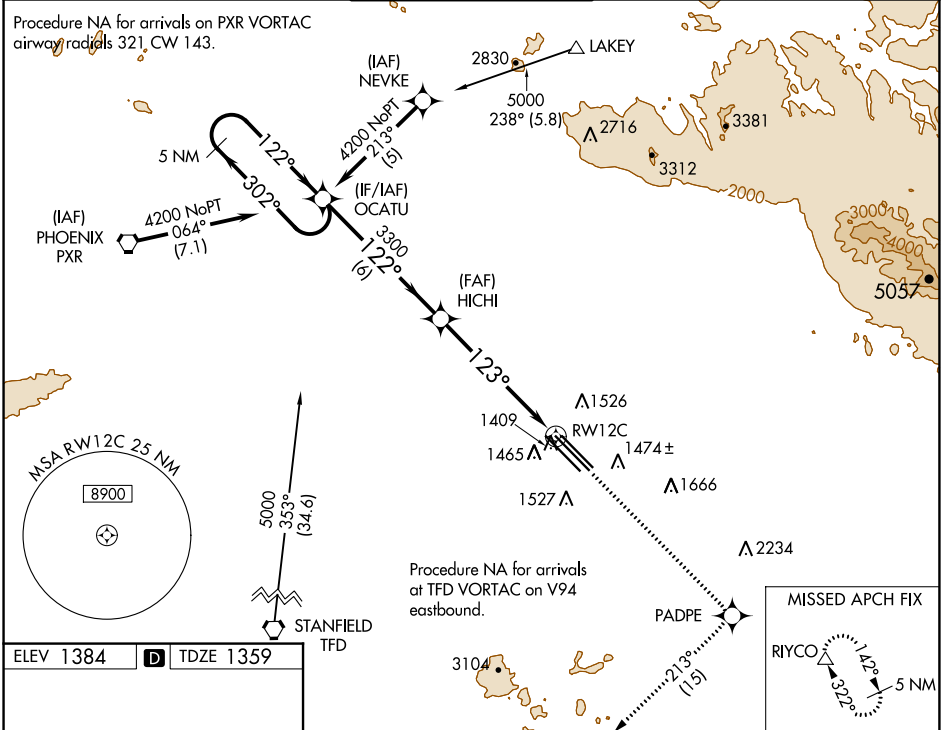 Procedure NA for arrivals on PXR VORTAC
airway radials 321 CW 143.
LAKEY
2830
(IAF)
NEVKE
5000
238° (5.8)
4200 NoPT
213°
(5)
2716
3381
3312
2000
3000
4000
5057
5 NM
122°
302°
(IF/IAF)
OCATU
(IAF)
PHOENIX
PXR
4200 NoPT
064°
(7.1)
3300
122°
(6)
(FAF)
HICHI
123°
1526
1409
RW12C
1465
1474±
1527
1666
2234
MSA RW12C 25 NM
8900
5000
353°
(34.6)
Procedure NA for arrivals
at TFD VORTAC on V94
eastbound.
STANFIELD
TFD
PADPE
213°
(15)
3104
MISSED APCH FIX
RIYCO
142°
322°
5 NM
ELEV 1384 D TDZE 1359